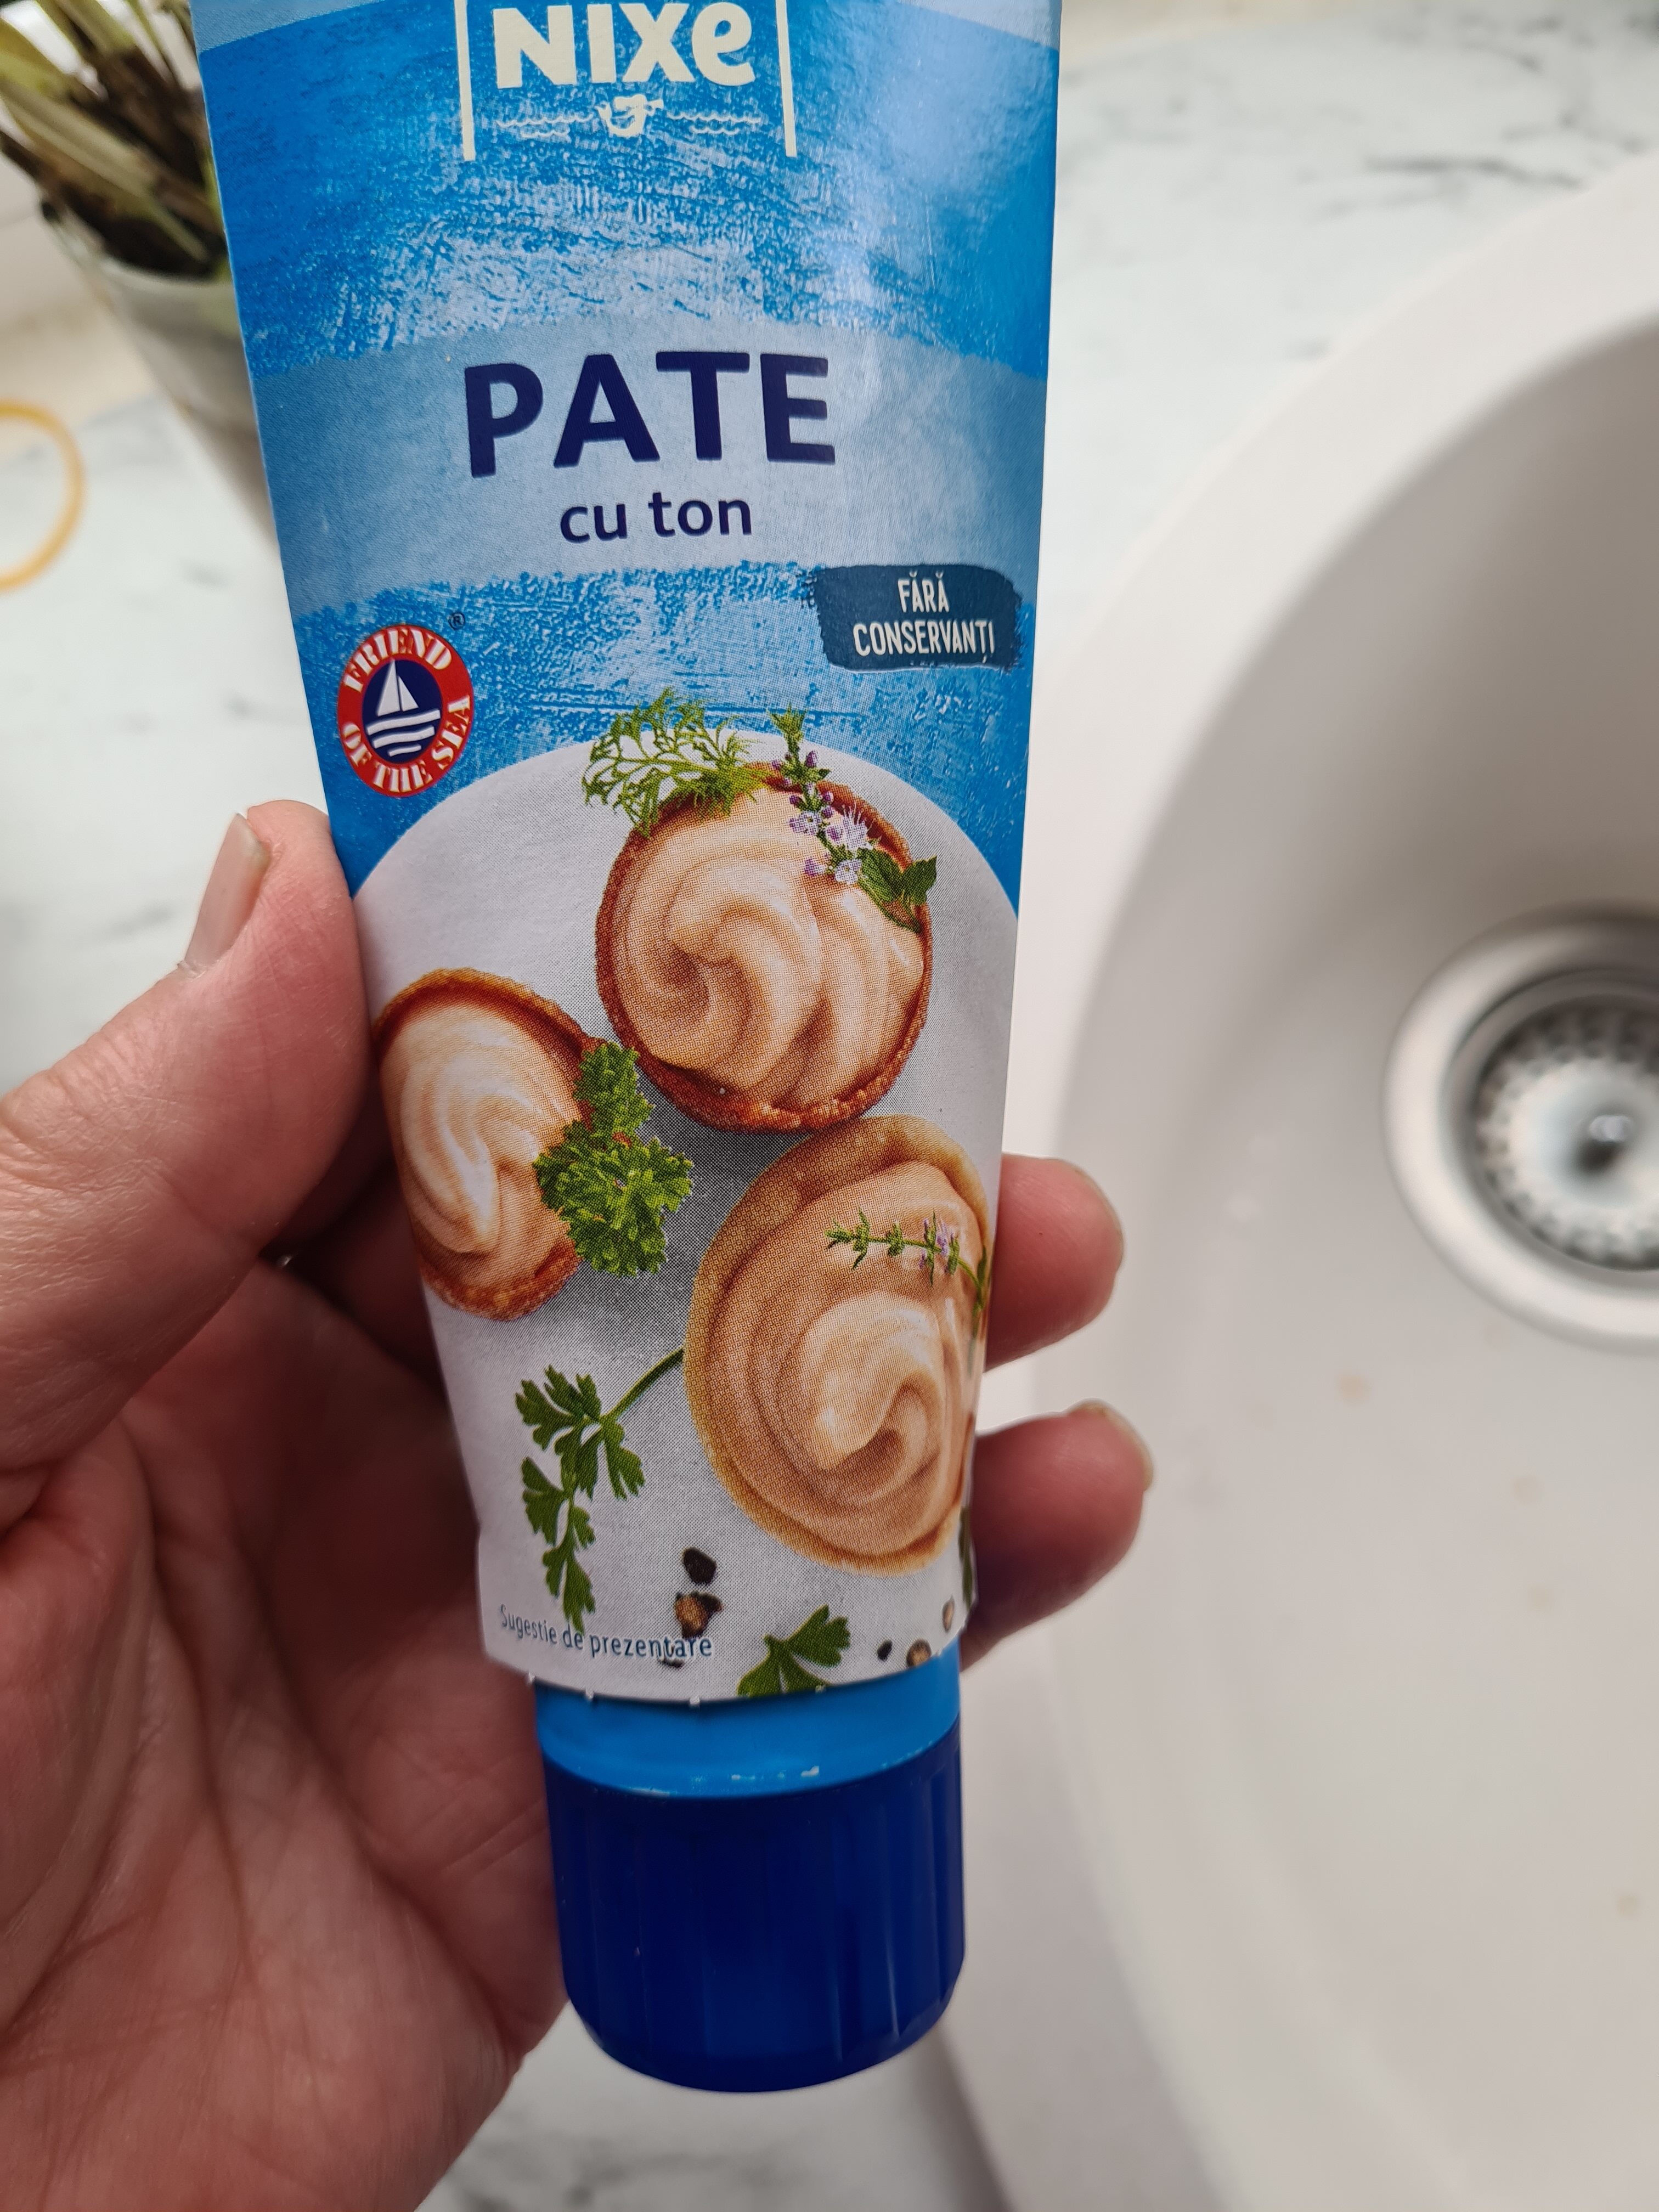 NIXe
PATE
cu ton
FĂRĂ
CONSERVANȚI
FRIEND
OF THE SEA
®
Sugestie de prezentare